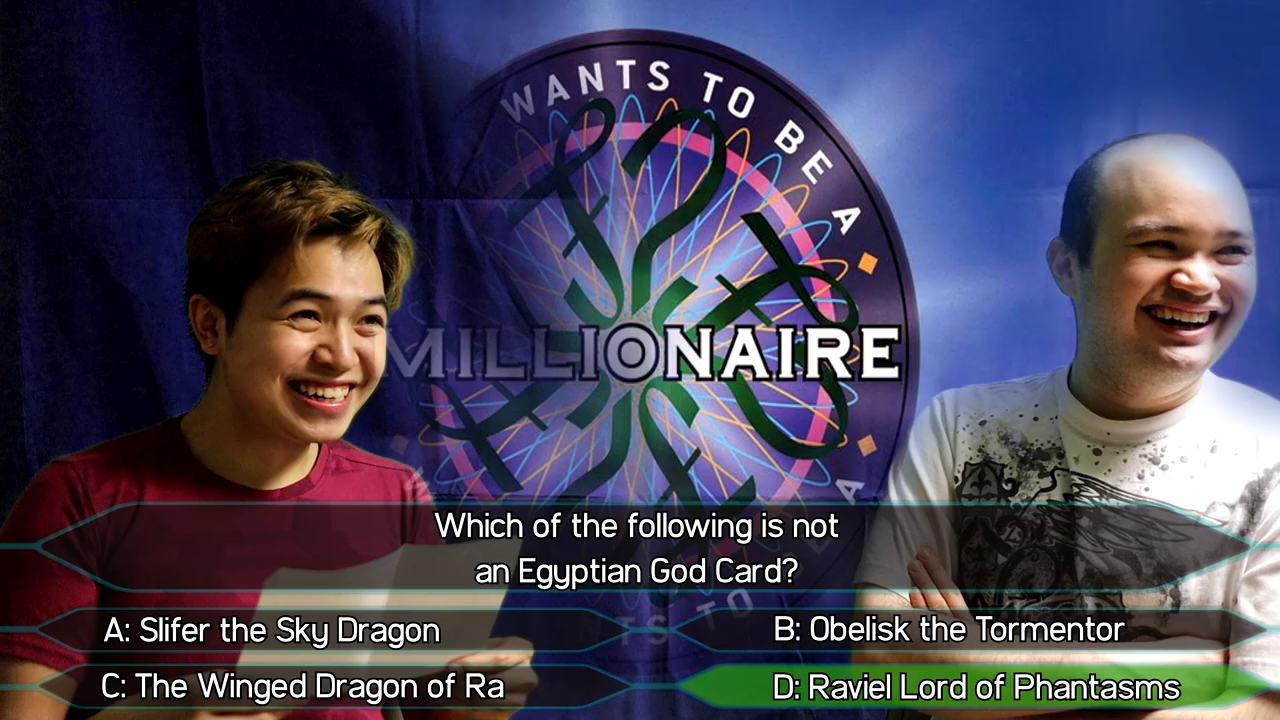 WANTS TO BE A
MILLIONAIRE
Which of the following is not
an Egyptian God Card?
A: Slifer the Sky Dragon
B: Obelisk the Tormentor
C: The Winged Dragon of Ra
D: Raviel Lord of Phantasms